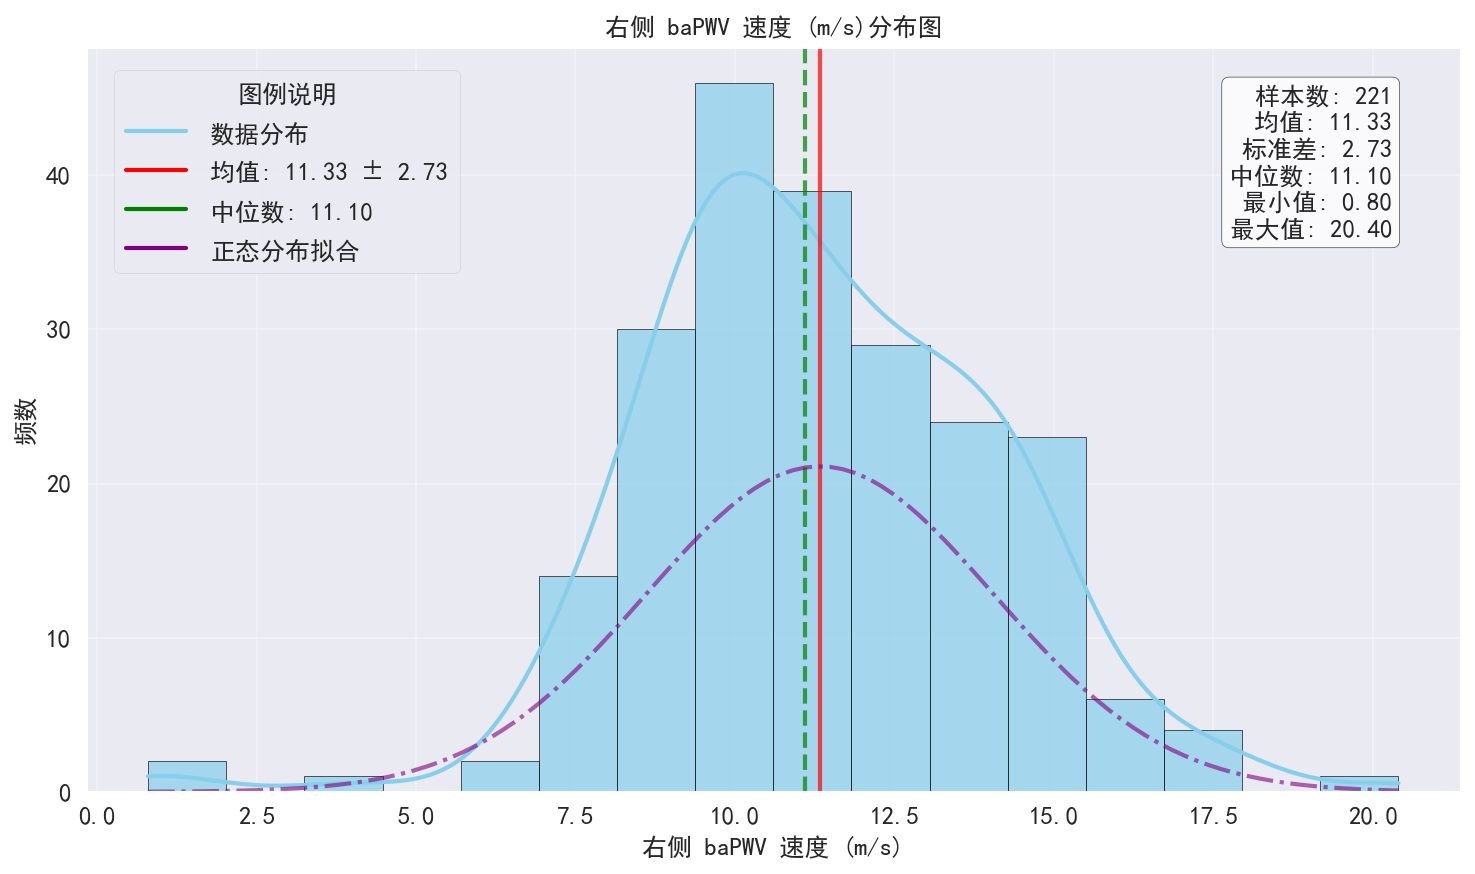 右侧 baPWV 速度 (m/s)分布图
图例说明
数据分布
均值: 11.33 ± 2.73
中位数: 11.10
正态分布拟合
样本数: 221
均值: 11.33
标准差: 2.73
中位数: 11.10
最小值: 0.80
最大值: 20.40
频数
40
30
20
10
0
0.0 2.5 5.0 7.5 10.0 12.5 15.0 17.5 20.0
右侧 baPWV 速度 (m/s)